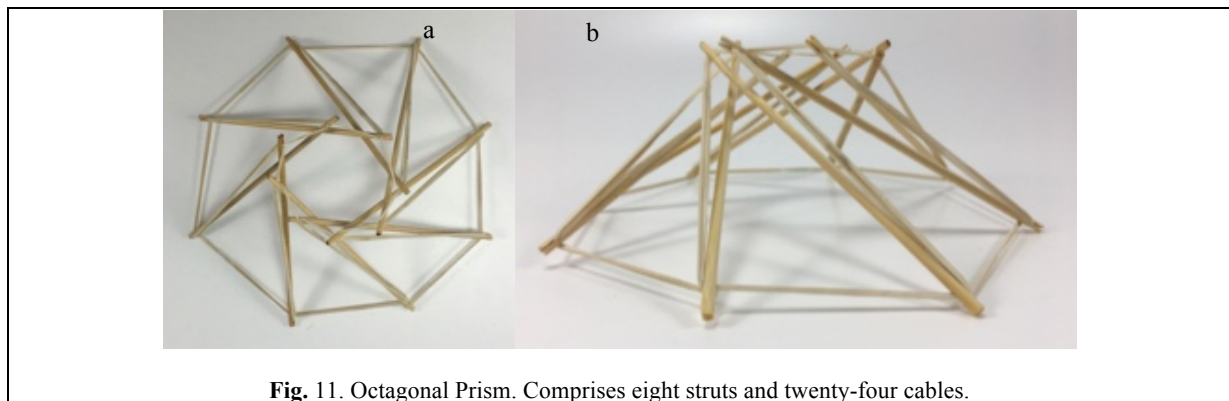 a b
Fig. 11. Octagonal Prism. Comprises eight struts and twenty-four cables.